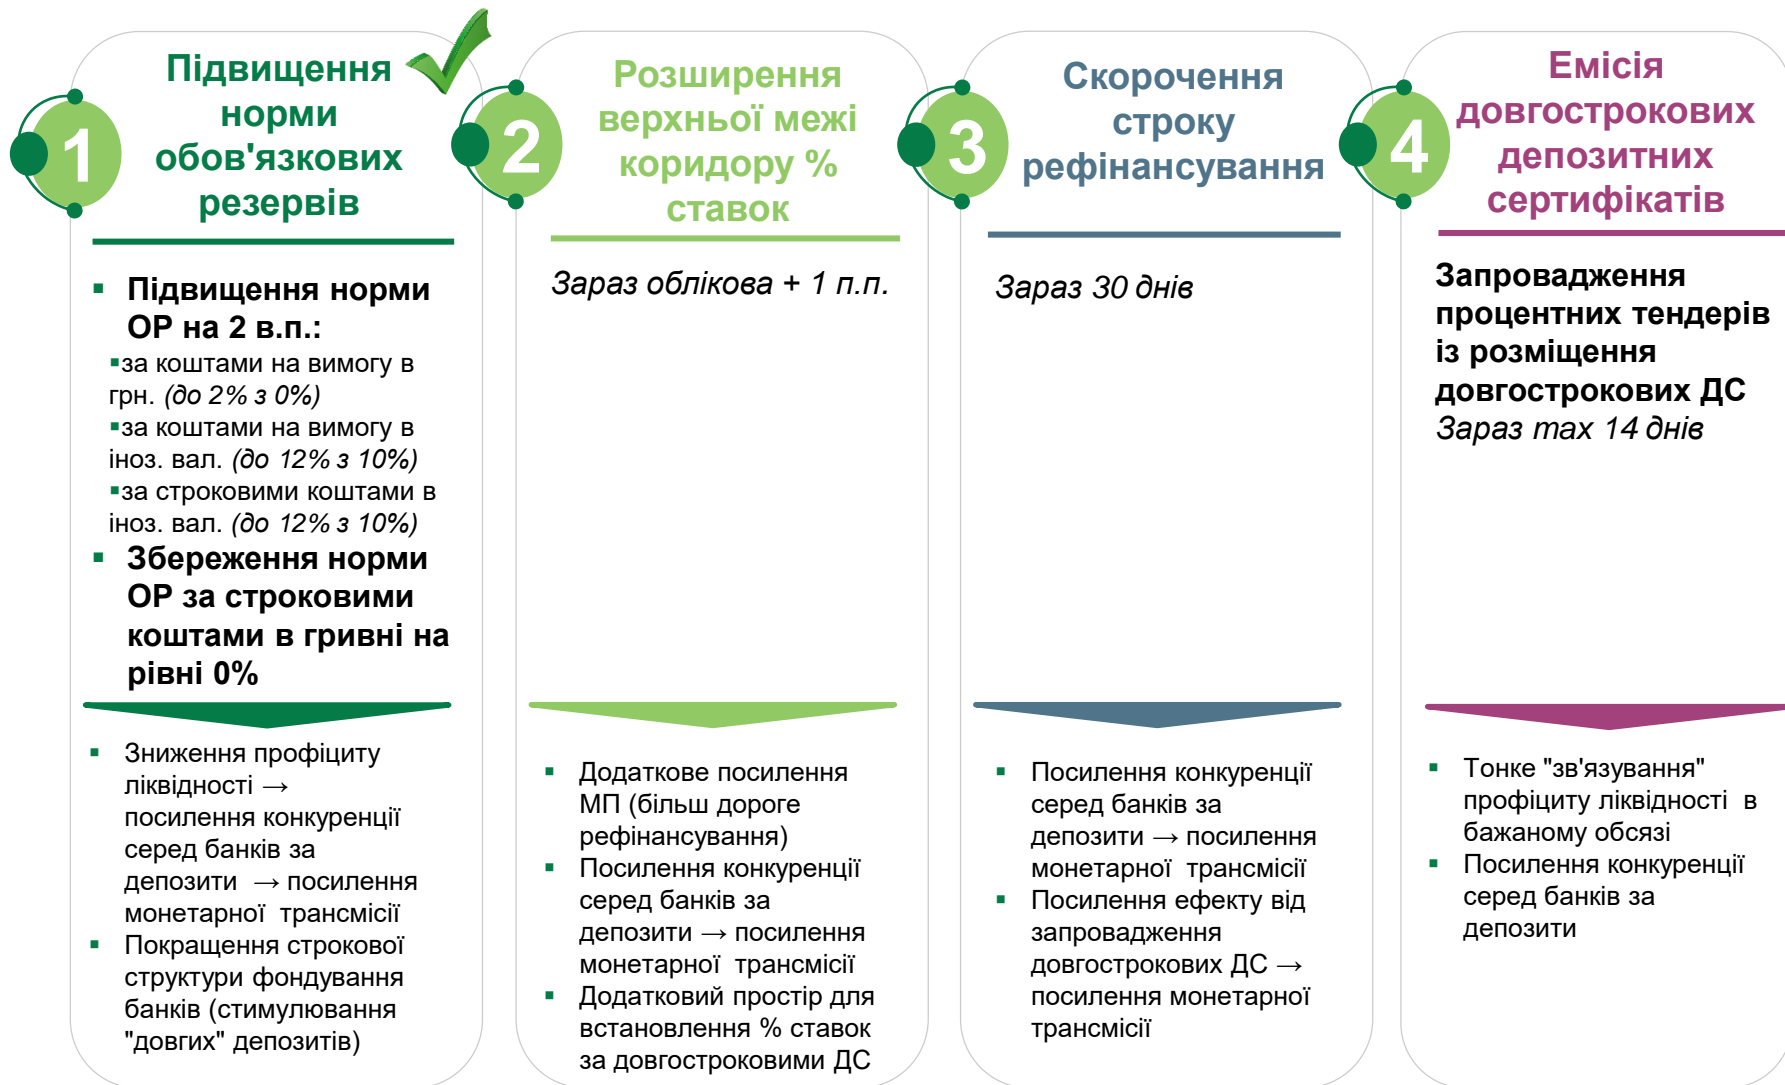 1
Підвищення
норми
обов'язкових
резервів
▪ Підвищення норми
ОР на 2 в.п.:
▪за коштами на вимогу в
грн. (до 2% з 0%)
▪за коштами на вимогу в
іноз. вал. (до 12% з 10%)
▪за строковими коштами в
іноз. вал. (до 12% з 10%)
▪ Збереження норми
ОР за строковими
коштами в гривні на
рівні 0%
▪ Зниження профіциту
ліквідності →
посилення конкуренції
серед банків за
депозити → посилення
монетарної трансмісії
▪ Покращення строкової
структури фондування
банків (стимулювання
"довгих" депозитів)
2
Розширення
верхньої межі
коридору %
ставок
Зараз облікова + 1 п.п.
▪ Додаткове посилення
МП (більш дороге
рефінансування)
▪ Посилення конкуренції
серед банків за
депозити → посилення
монетарної трансмісії
▪ Додатковий простір для
встановлення % ставок
за довгостроковими ДС
3
Скорочення
строку
рефінансування
Зараз 30 днів
▪ Посилення конкуренції
серед банків за
депозити → посилення
монетарної трансмісії
▪ Посилення ефекту від
запровадження
довгострокових ДС →
посилення монетарної
трансмісії
4
Емісія
довгострокових
депозитних
сертифікатів
Запровадження
процентних тендерів
із розміщення
довгострокових ДС
Зараз max 14 днів
▪ Тонке "зв'язування"
профіциту ліквідності в
бажаному обсязі
▪ Посилення конкуренції
серед банків за
депозити